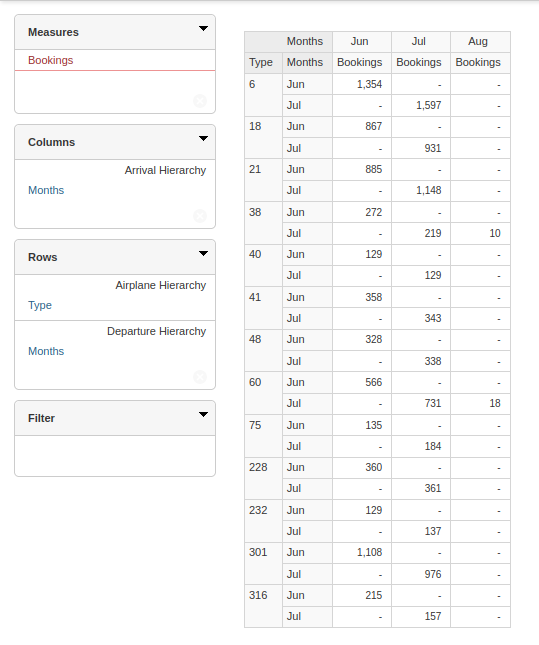 Measures
Bookings
Columns
Arrival Hierarchy
Months
Rows
Airplane Hierarchy
Type
Departure Hierarchy
Months
Filter
Months Jun Jul Aug
Type Months Bookings Bookings Bookings
6 Jun 1,354 - -
Jul - 1,597 -
18 Jun 867 - -
Jul - 931 -
21 Jun 885 - -
Jul - 1,148 -
38 Jun 272 - -
Jul - 219 10
40 Jun 129 - -
Jul - 129 -
41 Jun 358 - -
Jul - 343 -
48 Jun 328 - -
Jul - 338 -
60 Jun 566 - -
Jul - 731 18
75 Jun 135 - -
Jul - 184 -
228 Jun 360 - -
Jul - 361 -
232 Jun 129 - -
Jul - 137 -
301 Jun 1,108 - -
Jul - 976 -
316 Jun 215 - -
Jul - 157 -